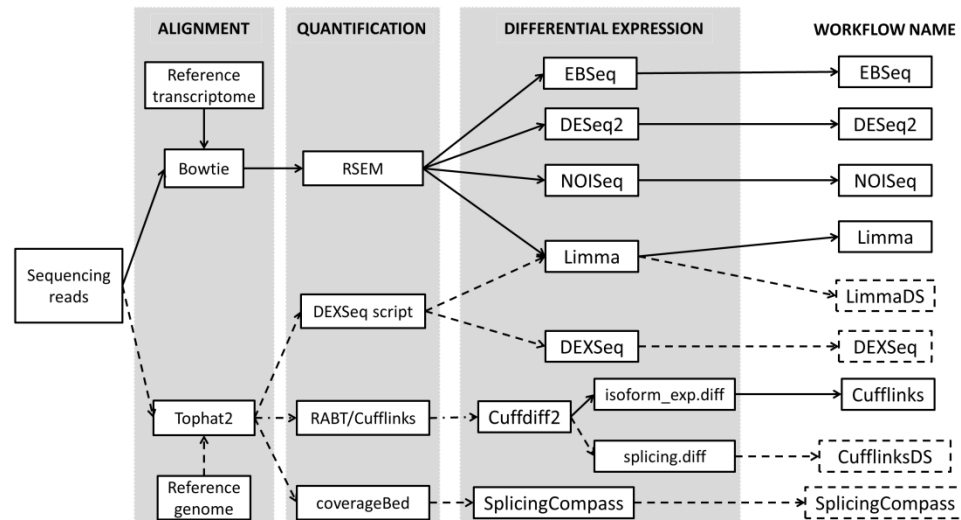 ALIGNMENT
QUANTIFICATION
DIFFERENTIAL EXPRESSION
WORKFLOW NAME
Reference
transcriptome
Bowtie
RSEM
EBSeq
EBSeq
DESeq2
DESeq2
NOISeq
NOISeq
Limma
Limma
LimmaDS
Sequencing
reads
DEXSeq script
DEXSeq
DEXSeq
Tophat2
RABT/Cufflinks
Cuffdiff2
isoform_exp.diff
Cufflinks
splicing.diff
CufflinksDS
Reference
genome
coverageBed
SplicingCompass
SplicingCompass